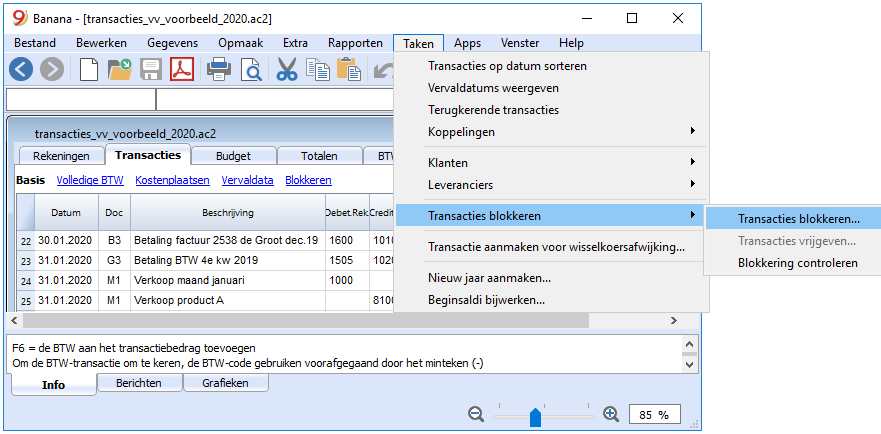 Banana - [transacties_vv_voorbeeld_2020.ac2]
Bestand Bewerken Gegevens Opmaak Extra Rapporten Taken Apps Venster Help
Transacties op datum sorteren
Vervaldatums weergeven
Terugkerende transacties
Koppelingen
Klanten
Leveranciers
Transacties blokkeren
Transactie aanmaken voor wisselkoersafwijking...
Nieuw jaar aanmaken...
Beginsaldi bijwerken...
Transacties blokkeren...
Transacties vrijgeven...
Blokkering controleren
transacties_vv_voorbeeld_2020.ac2
Rekeningen Transacties Budget Totalen BTW
Basis Volledige BTW Kostenplaatsen Vervaldata Blokkeren
Datum Doc Beschrijving Debet.Rek. Credit
22 30.01.2020 B3 Betaling factuur 2538 de Groot dec.19 1600 1010
23 31.01.2020 G3 Betaling BTW 4e kw 2019 1505 1020
24 31.01.2020 M1 Verkoop maand januari 1000
25 31.01.2020 M1 Verkoop product A 8100
F6 = de BTW aan het transactiebedrag toevoegen
Om de BTW-transactie om te keren, de BTW-code gebruiken voorafgegaand door het minteken (-)
Info Berichten Grafieken
85 %